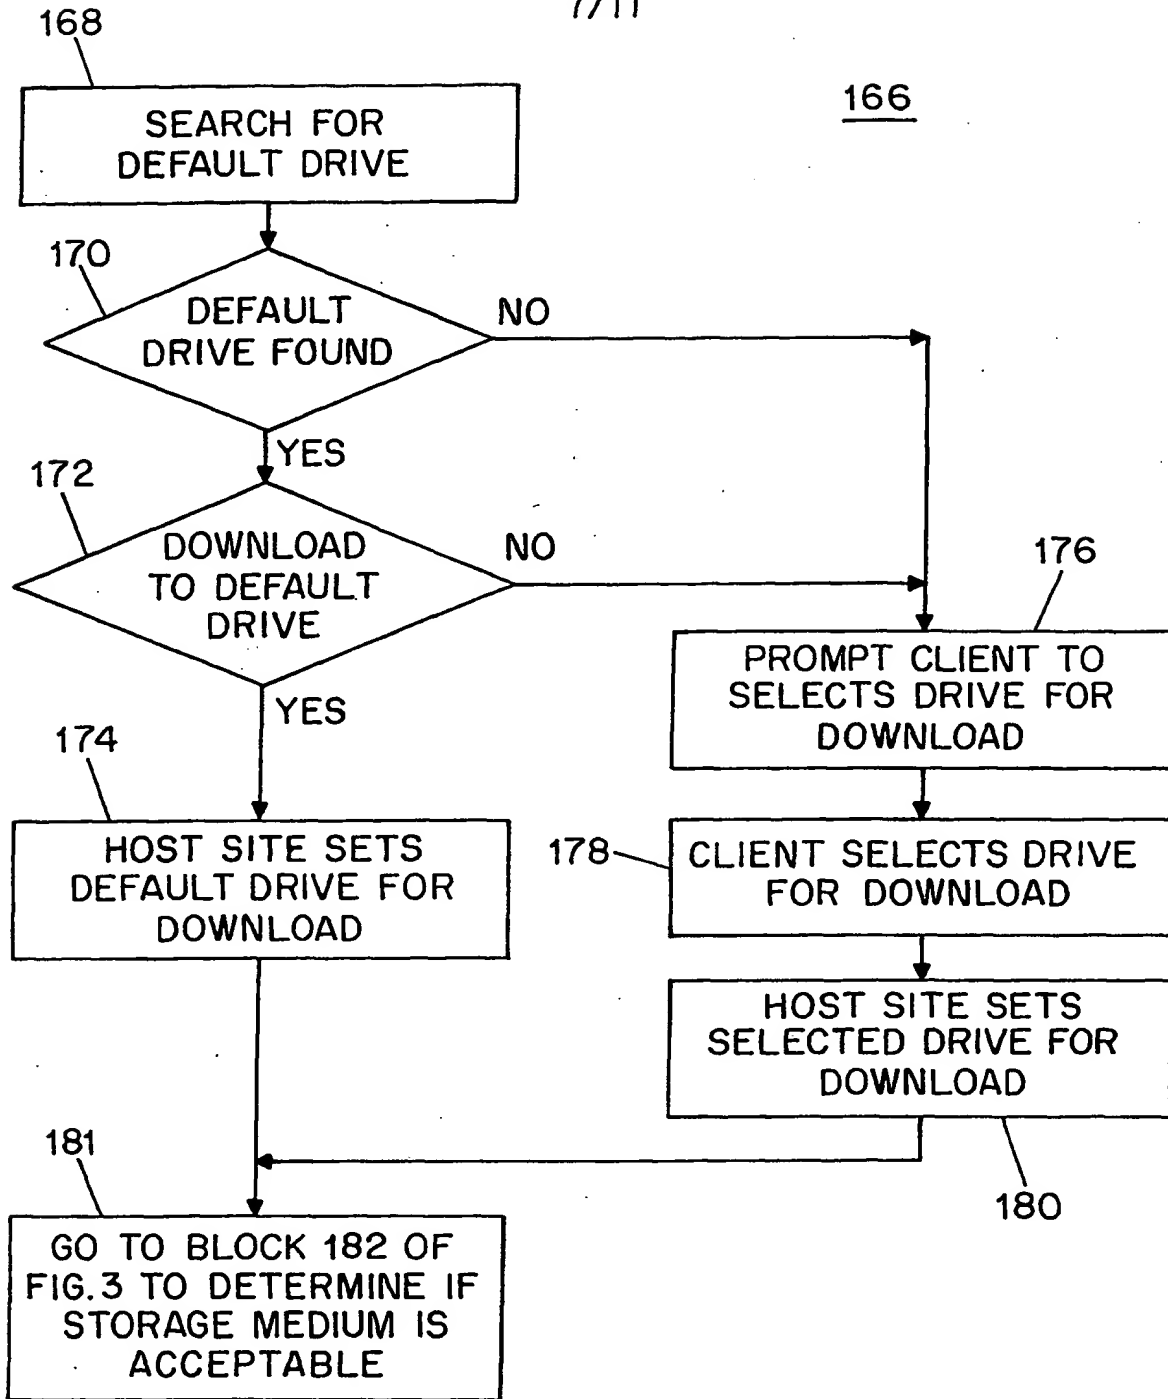 7/11
168
166
SEARCH FOR
DEFAULT DRIVE
170
DEFAULT
DRIVE FOUND
NO
YES
172
DOWNLOAD
TO DEFAULT
DRIVE
NO
YES
176
PROMPT CLIENT TO
SELECTS DRIVE FOR
DOWNLOAD
174
HOST SITE SETS
DEFAULT DRIVE FOR
DOWNLOAD
178
CLIENT SELECTS DRIVE
FOR DOWNLOAD
HOST SITE SETS
SELECTED DRIVE FOR
DOWNLOAD
180
181
GO TO BLOCK 182 OF
FIG.3 TO DETERMINE IF
STORAGE MEDIUM IS
ACCEPTABLE